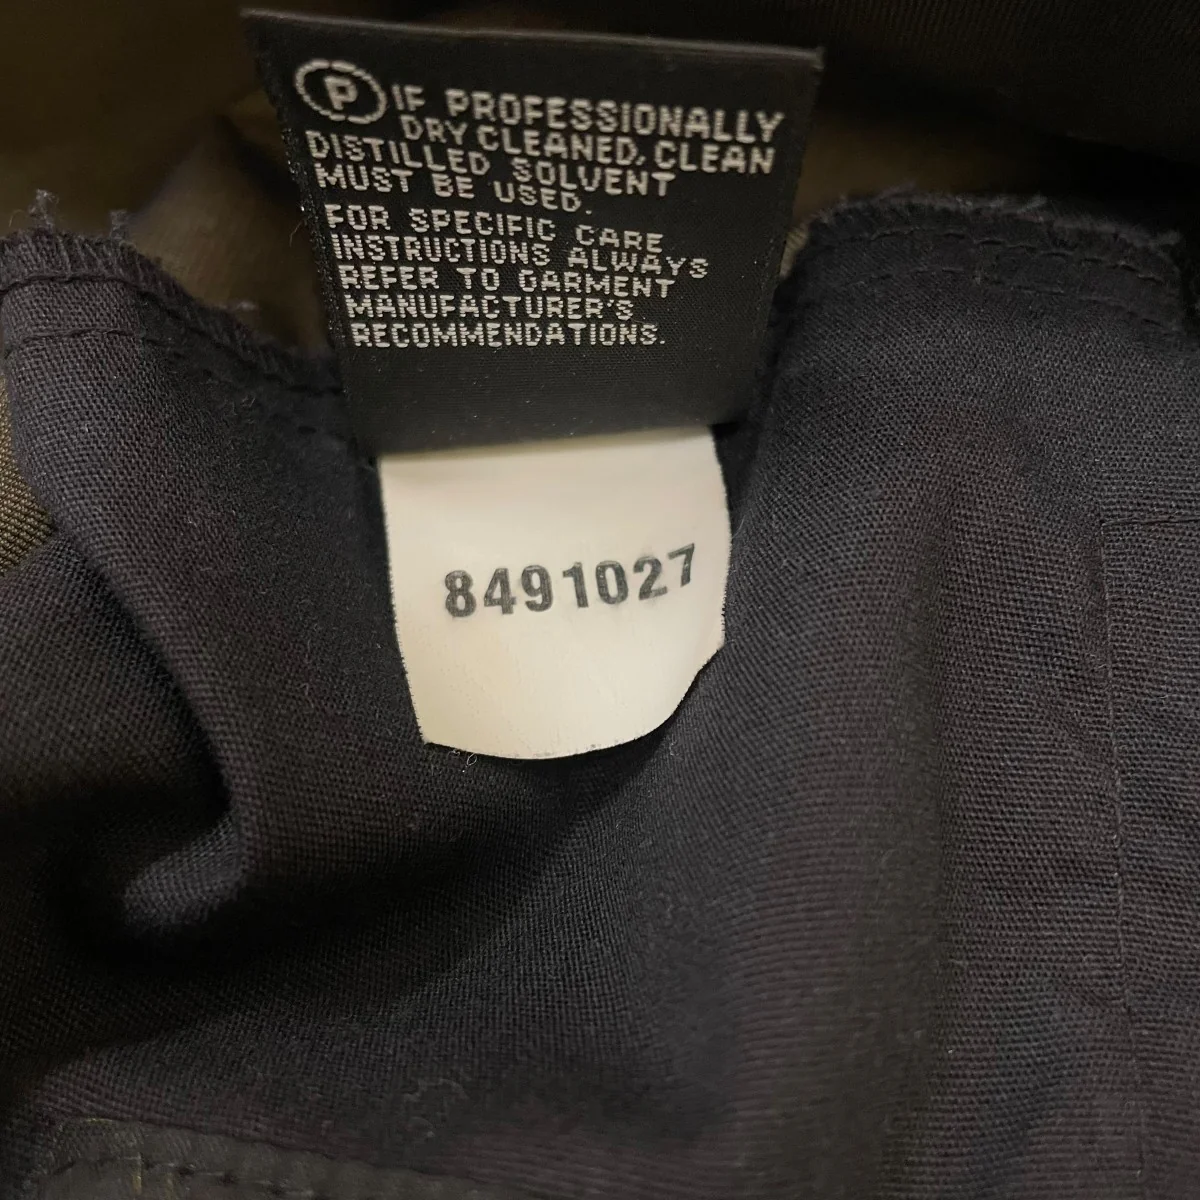 Ⓟ IF PROFESSIONALLY
DRY CLEANED, CLEAN
DISTILLED SOLVENT
MUST BE USED.
FOR SPECIFIC CARE
INSTRUCTIONS ALWAYS
REFER TO GARMENT
MANUFACTURER'S
RECOMMENDATIONS.
8491027